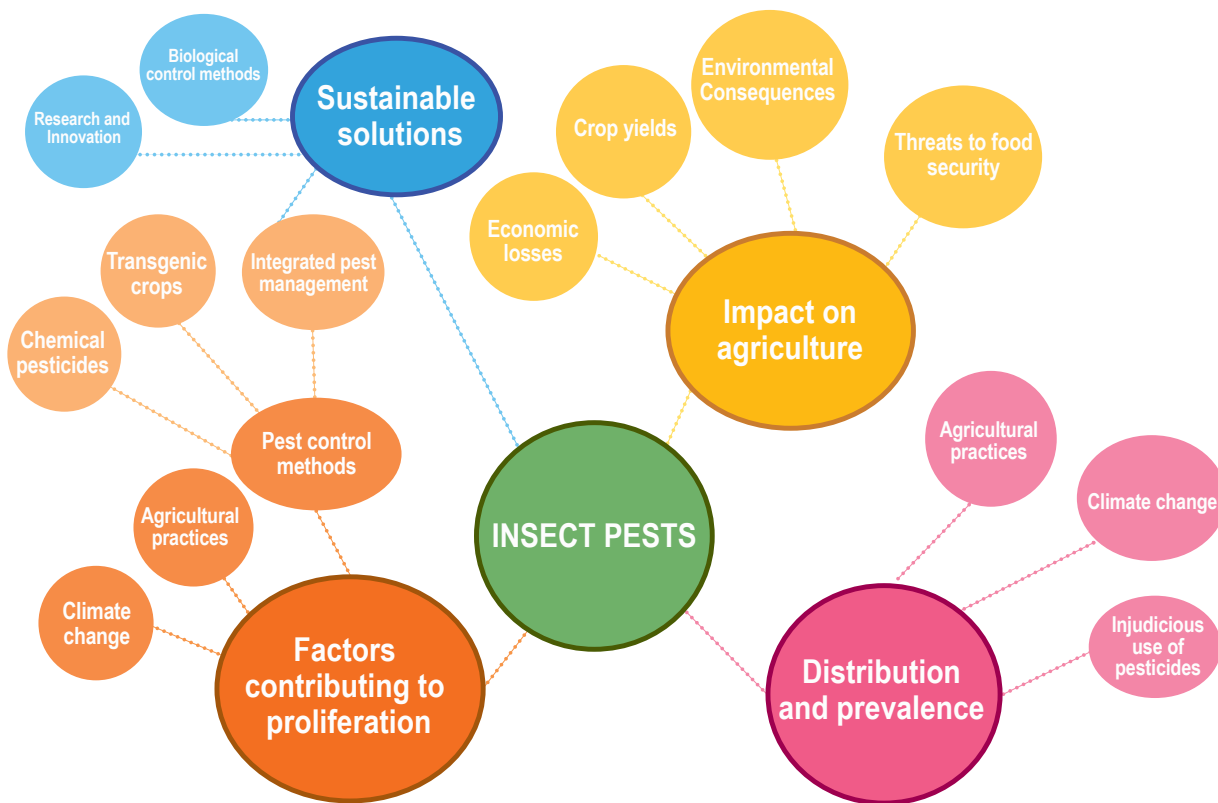 Biological
control methods
Sustainable
solutions
Research and
Innovation
Environmental
Consequences
Crop yields
Threats to food
security
Economic
losses
Transgenic
crops
Integrated pest
management
Impact on
agriculture
Chemical
pesticides
Pest control
methods
Agricultural
practices
Climate change
Agricultural
practices
INSECT PESTS
Climate
change
Factors
contributing to
proliferation
Injudicious
use of
pesticides
Distribution
and prevalence